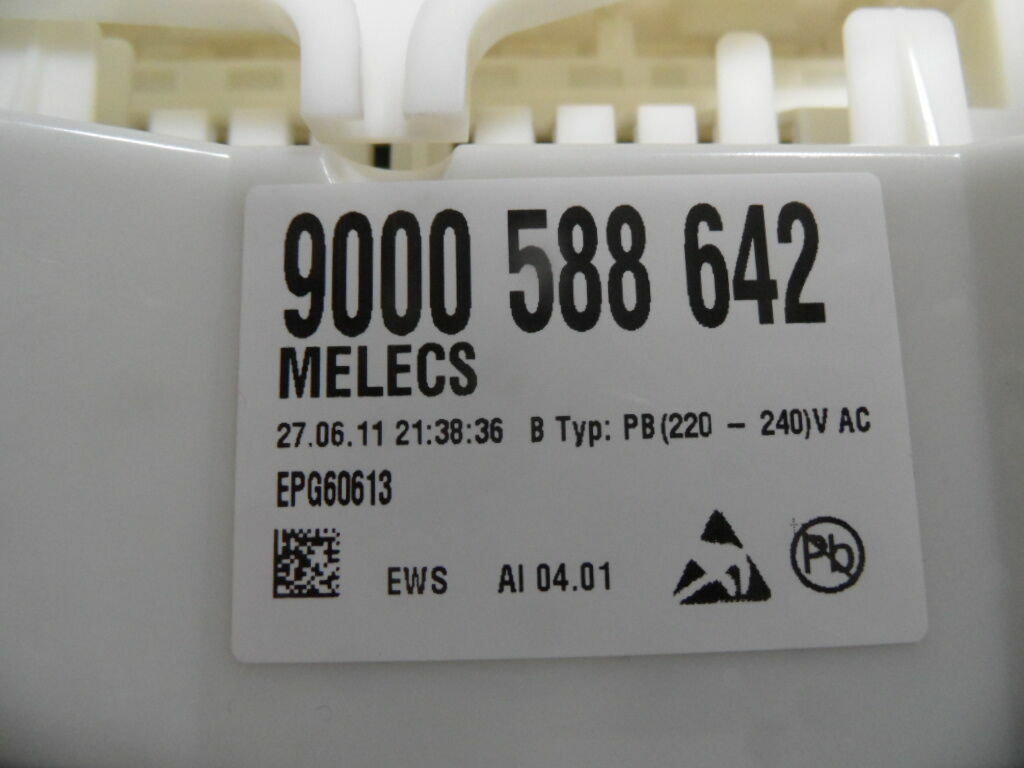 9000 588 642
MELECS
27.06.11 21:38:36 B Typ: PB(220 – 240)V AC
EPG60613
EWS AI 04.01
Pb